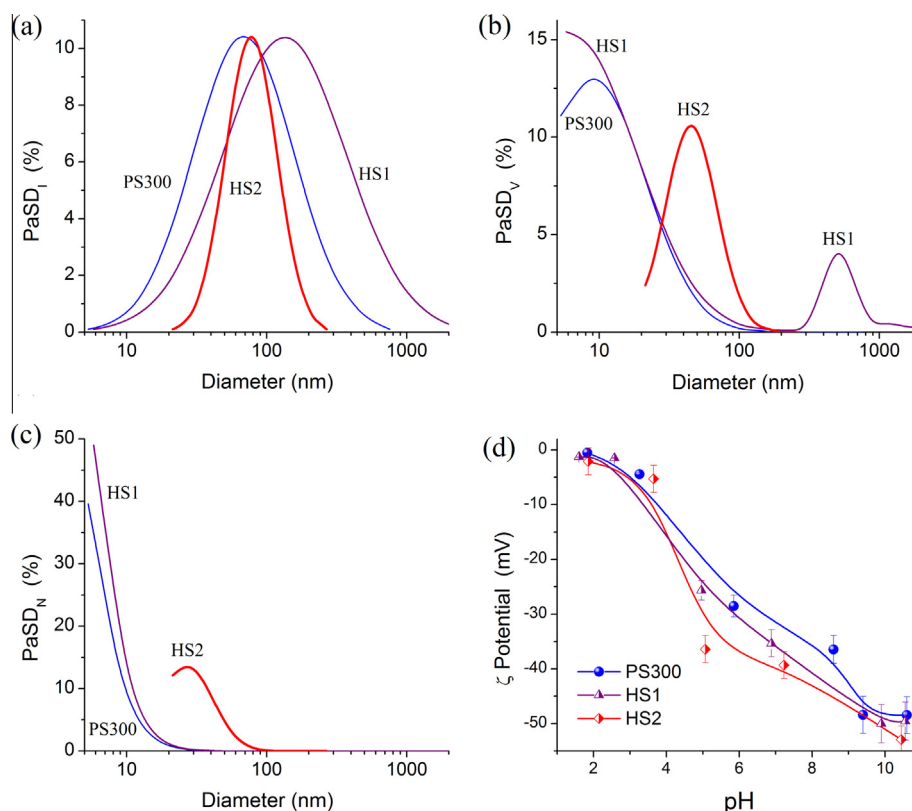 (a)
10
8
6
4
2
0
PaSD_I (%)
PS300
HS2
HS1
10
100
1000
Diameter (nm)
(b)
15
10
5
0
PaSD_V (%)
HS1
PS300
HS2
HS1
10
100
1000
Diameter (nm)
(c)
50
40
30
20
10
0
PaSD_N (%)
HS1
PS300
HS2
10
100
1000
Diameter (nm)
(d)
0
-10
-20
-30
-40
-50
ζ Potential (mV)
PS300
HS1
HS2
2
4
6
8
10
pH